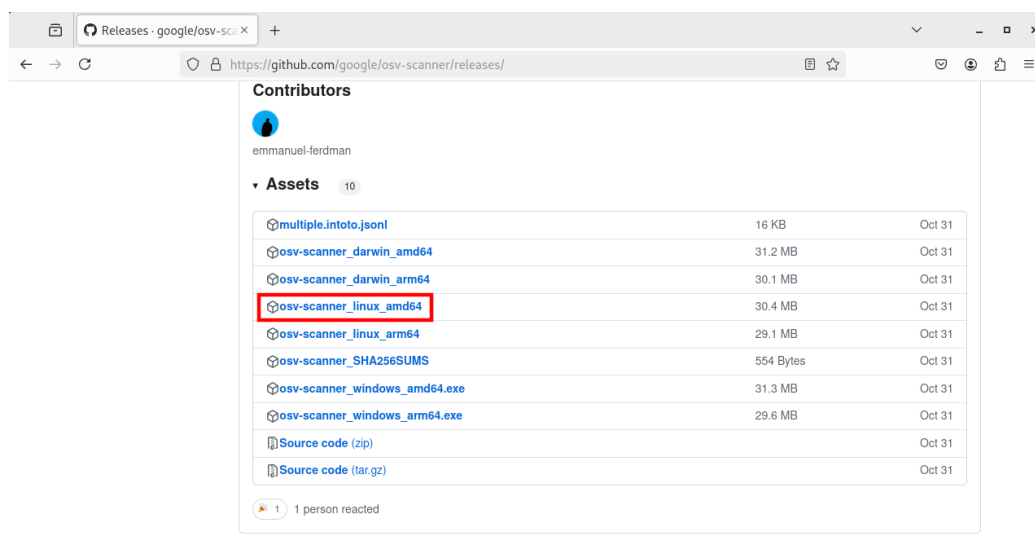 Releases · google/osv-sca
https://github.com/google/osv-scanner/releases/
Contributors
emmanuel-ferdman
Assets 10
multiple.intoto.jsonl 16 KB Oct 31
osv-scanner_darwin_amd64 31.2 MB Oct 31
osv-scanner_darwin_arm64 30.1 MB Oct 31
osv-scanner_linux_amd64 30.4 MB Oct 31
osv-scanner_linux_arm64 29.1 MB Oct 31
osv-scanner_SHA256SUMS 554 Bytes Oct 31
osv-scanner_windows_amd64.exe 31.3 MB Oct 31
osv-scanner_windows_arm64.exe 29.6 MB Oct 31
Source code (zip) Oct 31
Source code (tar.gz) Oct 31
1 1 person reacted